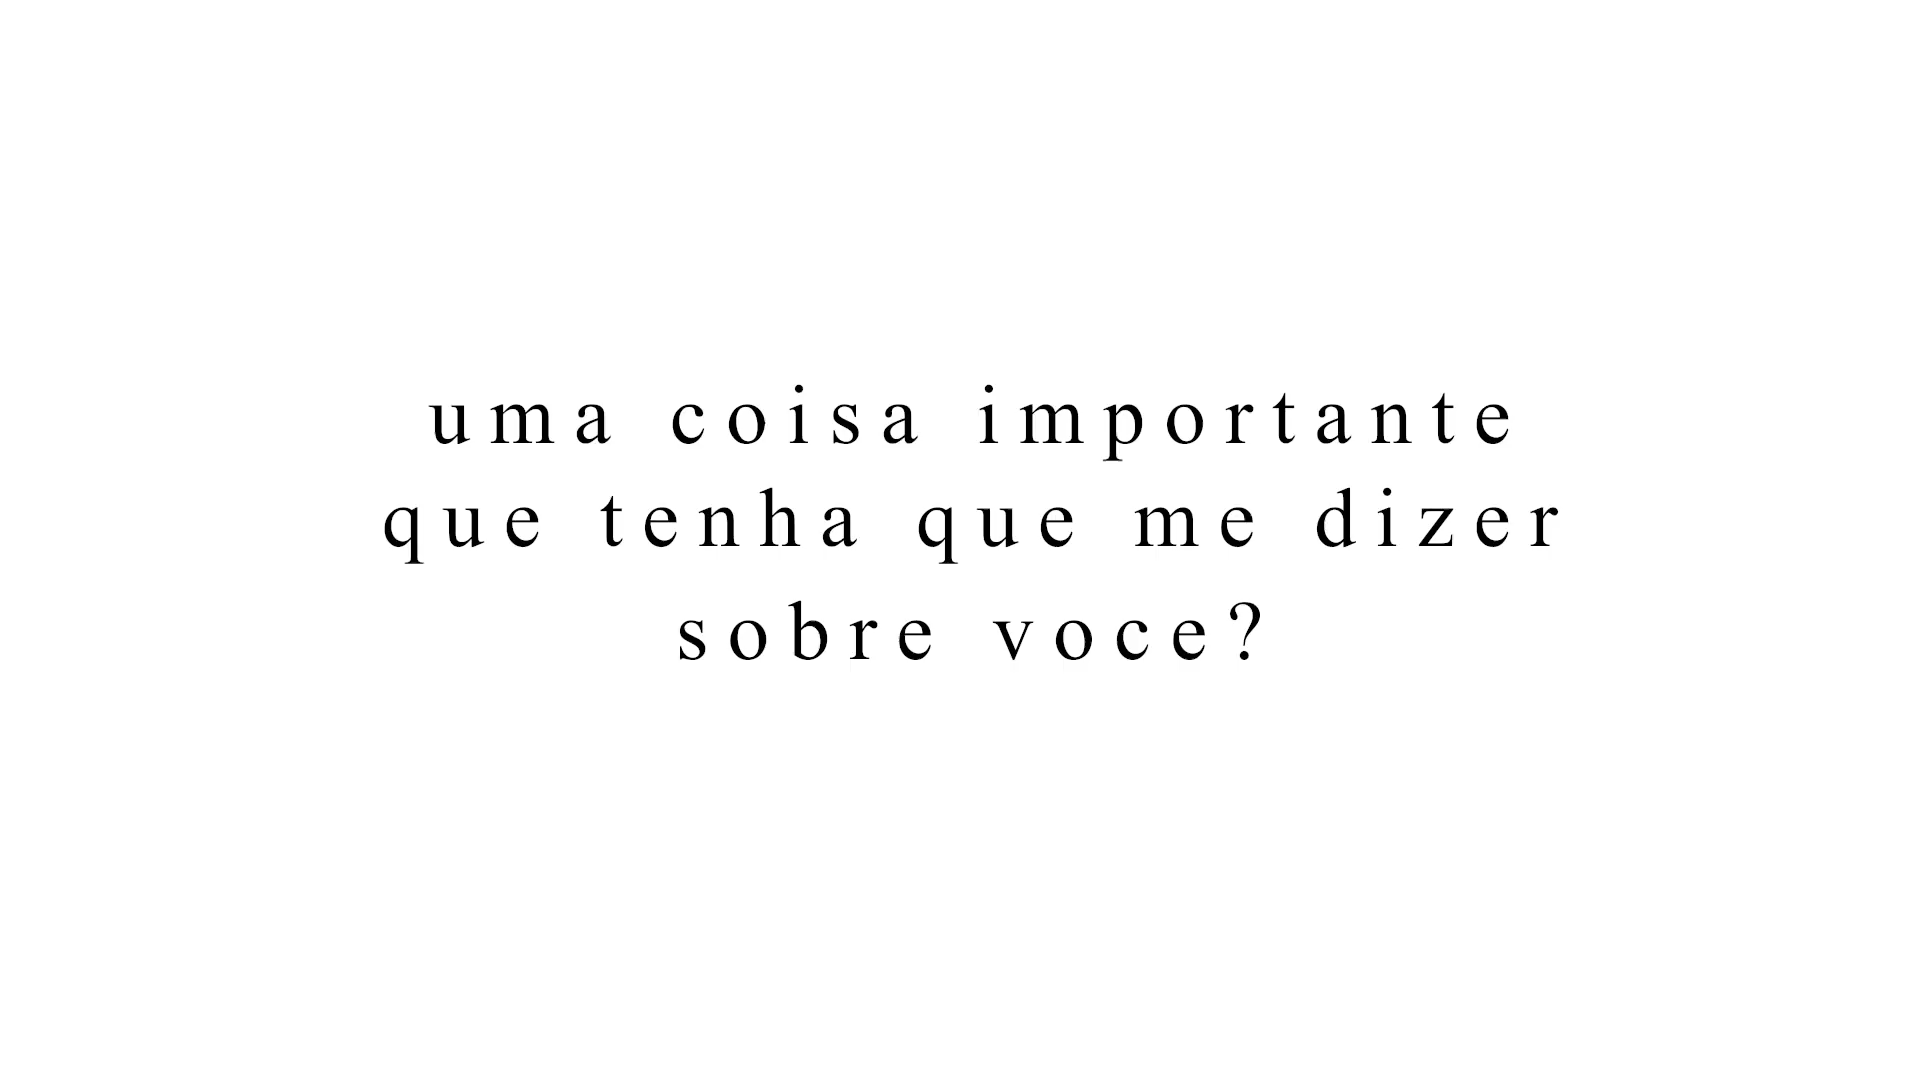 uma coisa importante
que tenha que me dizer
sobre voce?